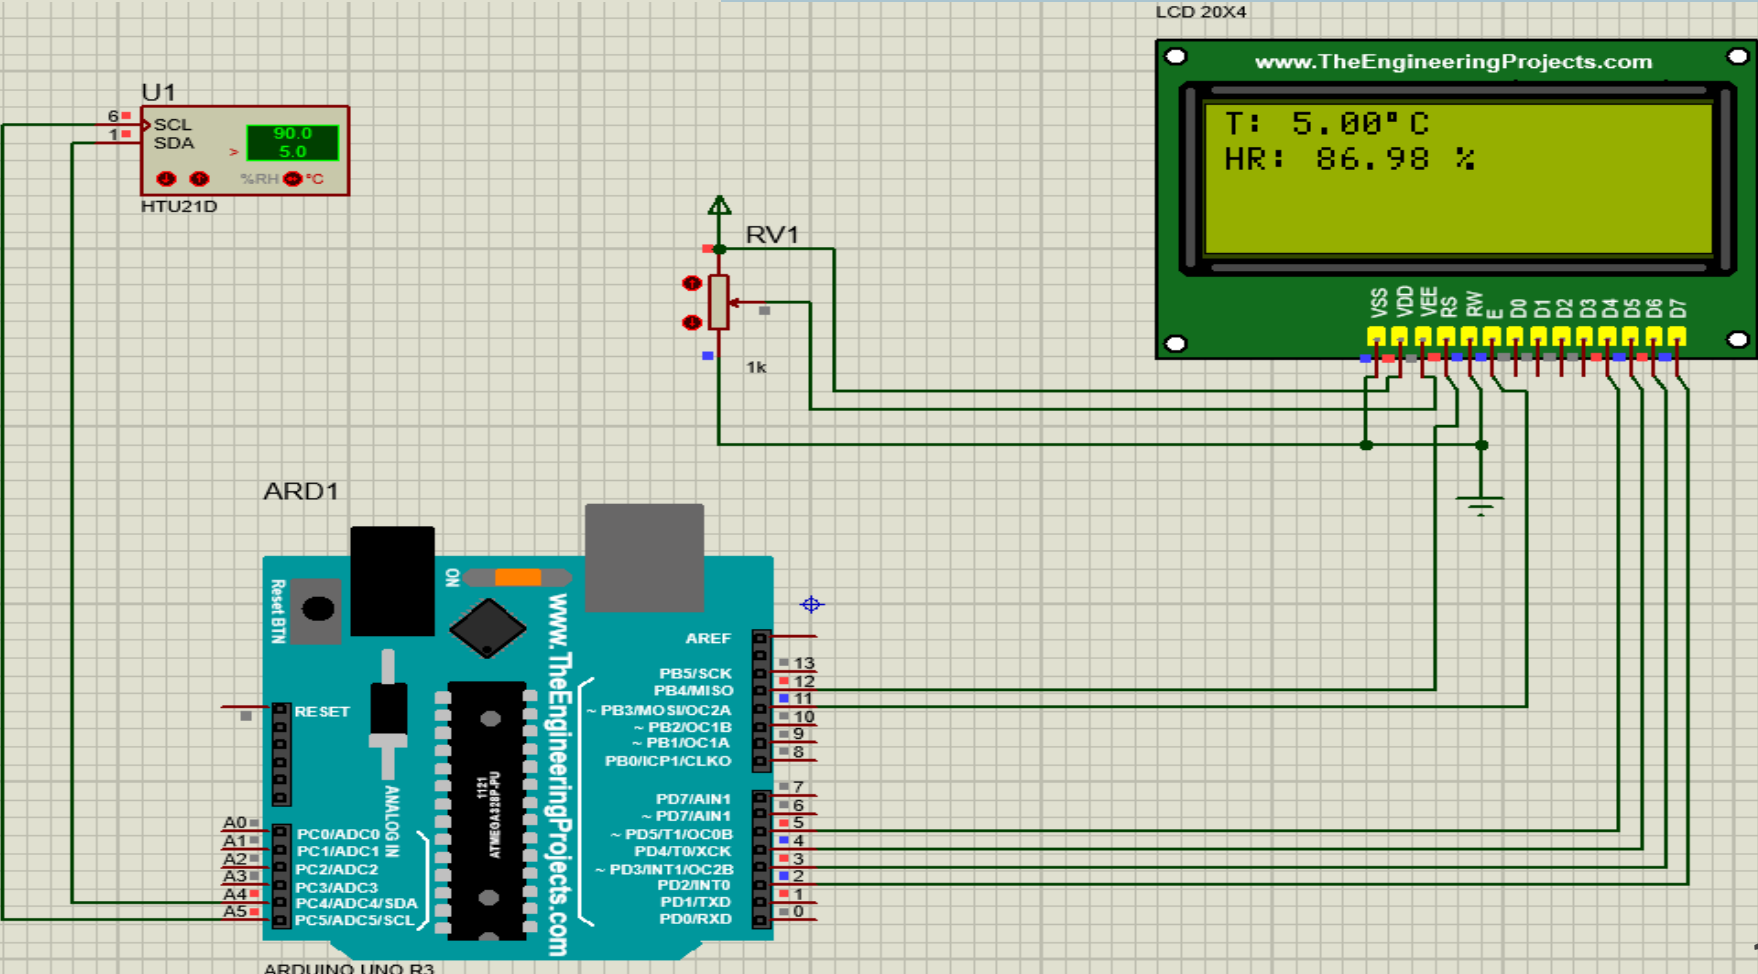 LCD 20X4
www.TheEngineeringProjects.com
T: 5.00°C
HR: 86.98 %
VSS VDD VEE RS RW E D0 D1 D2 D3 D4 D5 D6 D7
U1
6 SCL
1 SDA
90.0
5.0
>
%RH °C
HTU21D
RV1
1k
ARD1
Reset BTN
ON
www.TheEngineeringProjects.com
1121
ATMEGA328P-PU
ANALOG IN
RESET
A0 PC0/ADC0
A1 PC1/ADC1
A2 PC2/ADC2
A3 PC3/ADC3
A4 PC4/ADC4/SDA
A5 PC5/ADC5/SCL
AREF
PB5/SCK 13
PB4/MISO 12
~ PB3/MOSI/OC2A 11
~ PB2/OC1B 10
~ PB1/OC1A 9
PB0/ICP1/CLKO 8
PD7/AIN1 7
~ PD7/AIN1 6
~ PD5/T1/OC0B 5
PD4/T0/XCK 4
~ PD3/INT1/OC2B 3
PD2/INT0 2
PD1/TXD 1
PD0/RXD 0
ARDUINO UNO R3